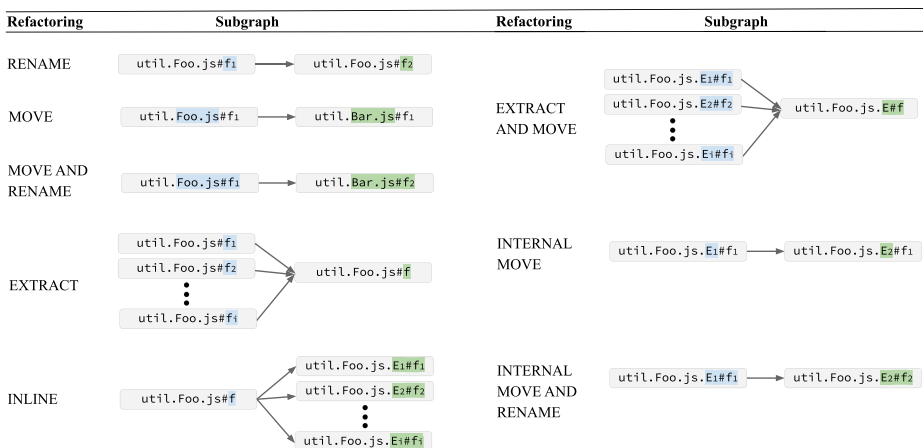 Refactoring Subgraph
RENAME
util.Foo.js#f1 util.Foo.js#f2
MOVE
util.Foo.js#f1 util.Bar.js#f1
MOVE AND
RENAME
util.Foo.js#f1 util.Bar.js#f2
EXTRACT
util.Foo.js#f1
util.Foo.js#f2
util.Foo.js#fi
util.Foo.js#f
INLINE
util.Foo.js#f
util.Foo.js.E1#f1
util.Foo.js.E2#f2
util.Foo.js.Ei#fi
Refactoring Subgraph
EXTRACT
AND MOVE
util.Foo.js.E1#f1
util.Foo.js.E2#f2
util.Foo.js.Ei#fi
util.Foo.js.E#f
INTERNAL
MOVE
util.Foo.js.E1#f1 util.Foo.js.E2#f1
INTERNAL
MOVE AND
RENAME
util.Foo.js.E1#f1 util.Foo.js.E2#f2